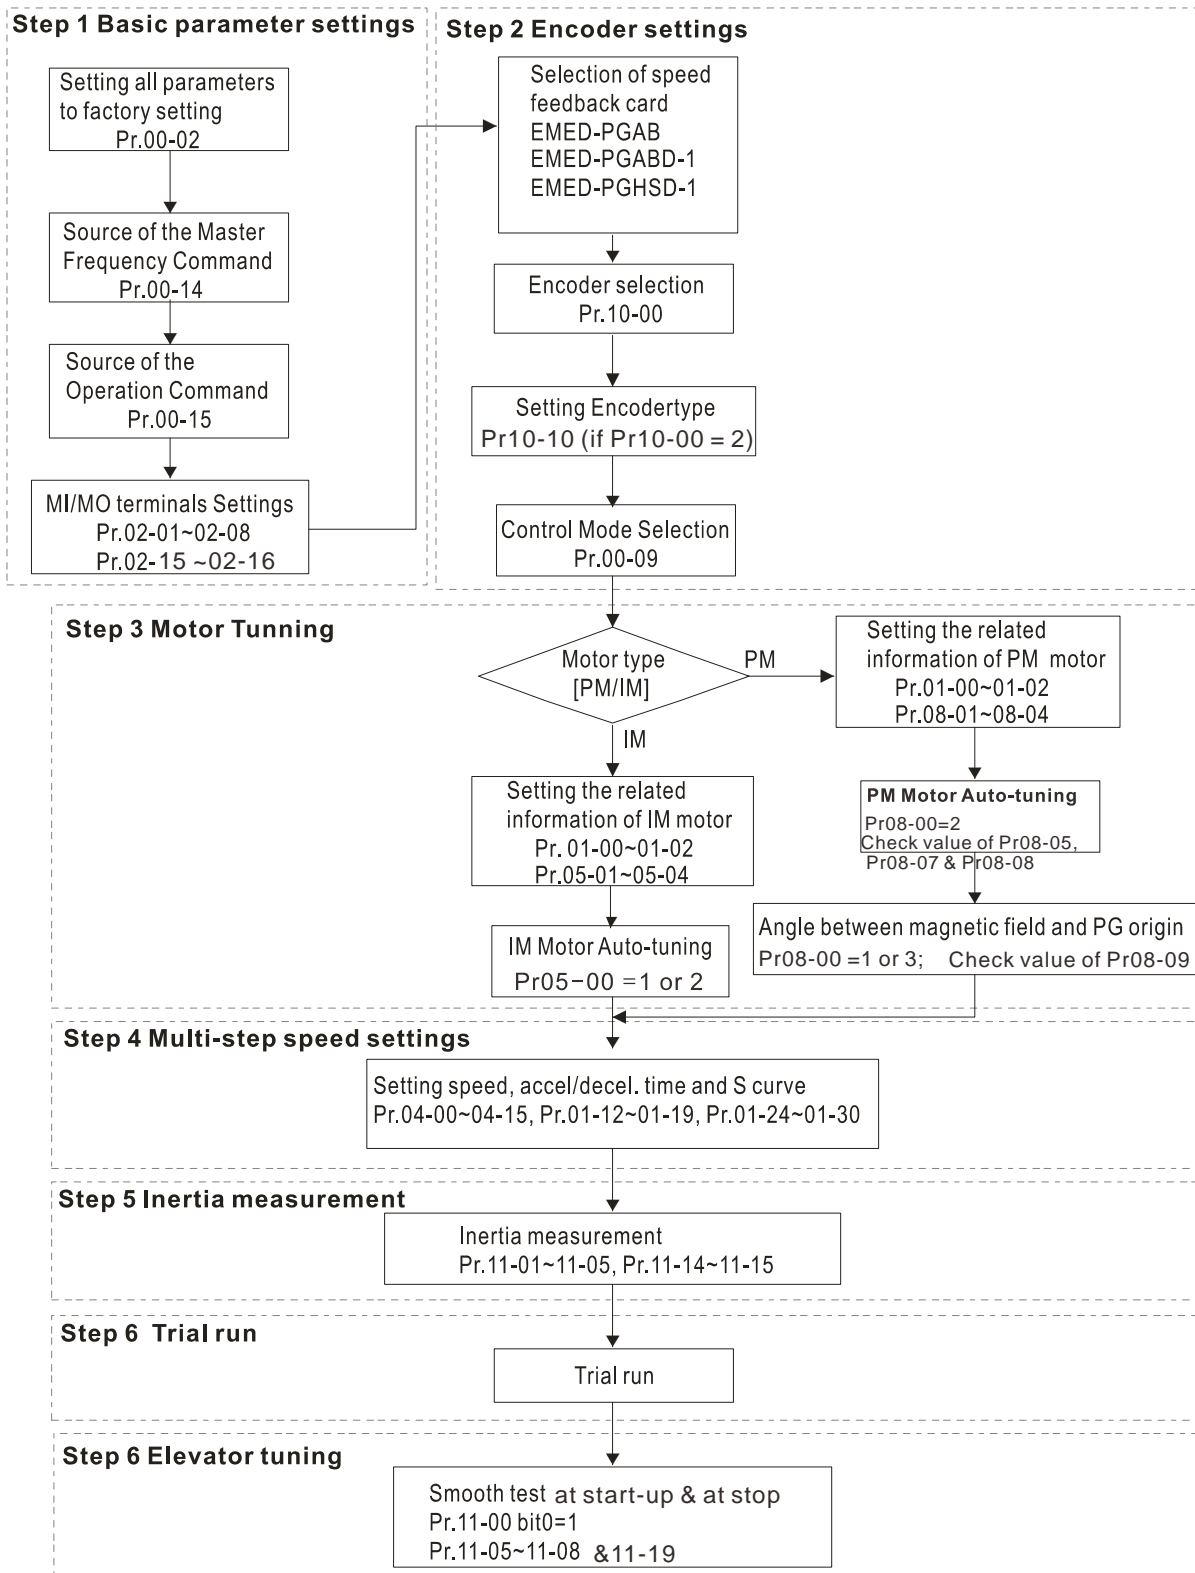 Step 1 Basic parameter settings
Setting all parameters
to factory setting
Pr.00-02
Source of the Master
Frequency Command
Pr.00-14
Source of the
Operation Command
Pr.00-15
MI/MO terminals Settings
Pr.02-01~02-08
Pr.02-15 ~02-16
Step 2 Encoder settings
Selection of speed
feedback card
EMED-PGAB
EMED-PGABD-1
EMED-PGHSD-1
Encoder selection
Pr.10-00
Setting Encodertype
Pr10-10 (if Pr10-00 = 2)
Control Mode Selection
Pr.00-09
Step 3 Motor Tunning
Motor type
[PM/IM]
PM
IM
Setting the related
information of PM motor
Pr.01-00~01-02
Pr.08-01~08-04
PM Motor Auto-tuning
Pr08-00=2
Check value of Pr08-05,
Pr08-07 & Pr08-08
Angle between magnetic field and PG origin
Pr08-00 =1 or 3; Check value of Pr08-09
Setting the related
information of IM motor
Pr. 01-00~01-02
Pr.05-01~05-04
IM Motor Auto-tuning
Pr05-00 =1 or 2
Step 4 Multi-step speed settings
Setting speed, accel/decel. time and S curve
Pr.04-00~04-15, Pr.01-12~01-19, Pr.01-24~01-30
Step 5 Inertia measurement
Inertia measurement
Pr.11-01~11-05, Pr.11-14~11-15
Step 6 Trial run
Trial run
Step 6 Elevator tuning
Smooth test at start-up & at stop
Pr.11-00 bit0=1
Pr.11-05~11-08 &11-19